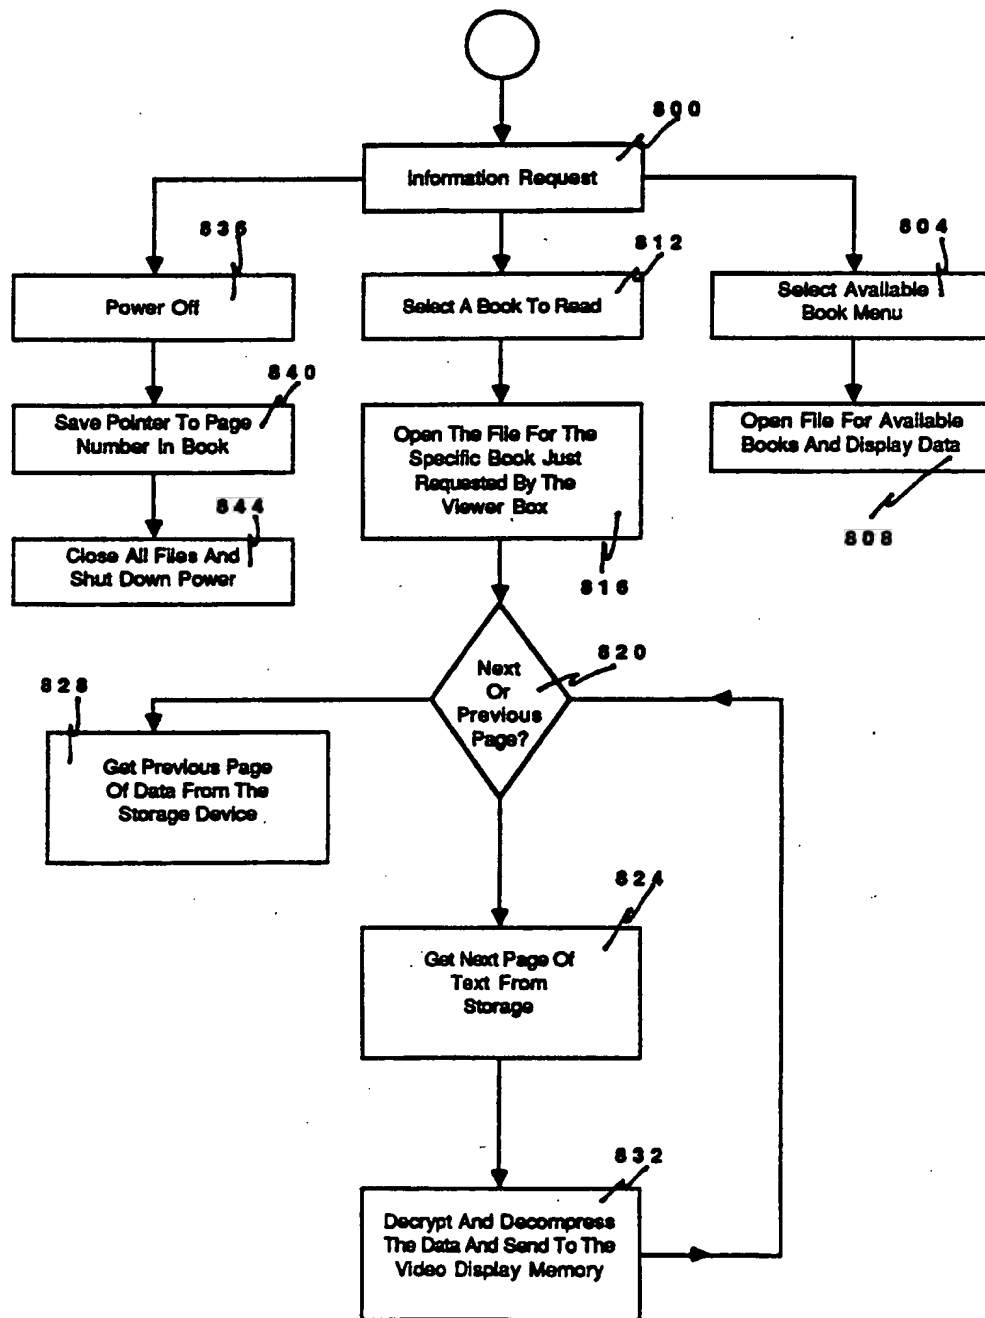 800
Information Request
836
Power Off
812
Select A Book To Read
804
Select Available
Book Menu
840
Save Pointer To Page
Number In Book
Open The File For The
Specific Book Just
Requested By The
Viewer Box
816
Open File For Available
Books And Display Data
808
844
Close All Files And
Shut Down Power
820
Next
Or
Previous
Page?
828
Get Previous Page
Of Data From The
Storage Device
824
Get Next Page Of
Text From
Storage
832
Decrypt And Decompress
The Data And Send To The
Video Display Memory